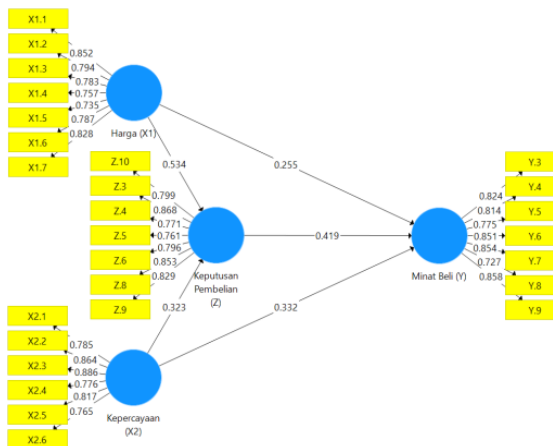 X1.1
X1.2
X1.3
X1.4
X1.5
X1.6
X1.7
0.852
0.794
0.783
0.757
0.735
0.787
0.828
Harga (X1)
0.534
0.255
Z.10
Z.3
Z.4
Z.5
Z.6
Z.8
Z.9
0.799
0.868
0.771
0.761
0.796
0.853
0.829
Keputusan
Pembelian
(Z)
0.419
0.323
0.332
Y.3
Y.4
Y.5
Y.6
Y.7
Y.8
Y.9
0.824
0.814
0.775
0.851
0.854
0.727
0.858
Minat Beli (Y)
X2.1
X2.2
X2.3
X2.4
X2.5
X2.6
0.785
0.864
0.886
0.776
0.817
0.765
Kepercayaan
(X2)